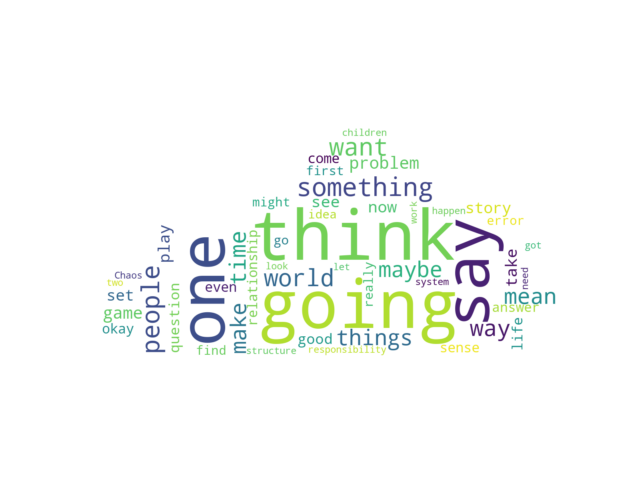 children
want
come
problem
first
something
might
see
now
work
happen
story
idea
error
think
say
go
time
relationship
one
play
people
Chaos
two
set
game
okay
question
even
make
find
look
world
let
really
maybe
system
got
take
need
mean
going
answer
way
life
good
things
structure
responsibility
sense